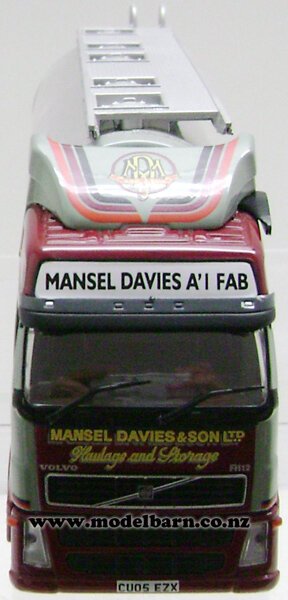 MANSEL DAVIES A'I FAB
MANSEL DAVIES & SON LTD
Haulage and Storage
VOLVO FH12
www.modelbarn.co.nz
CU05 EZX